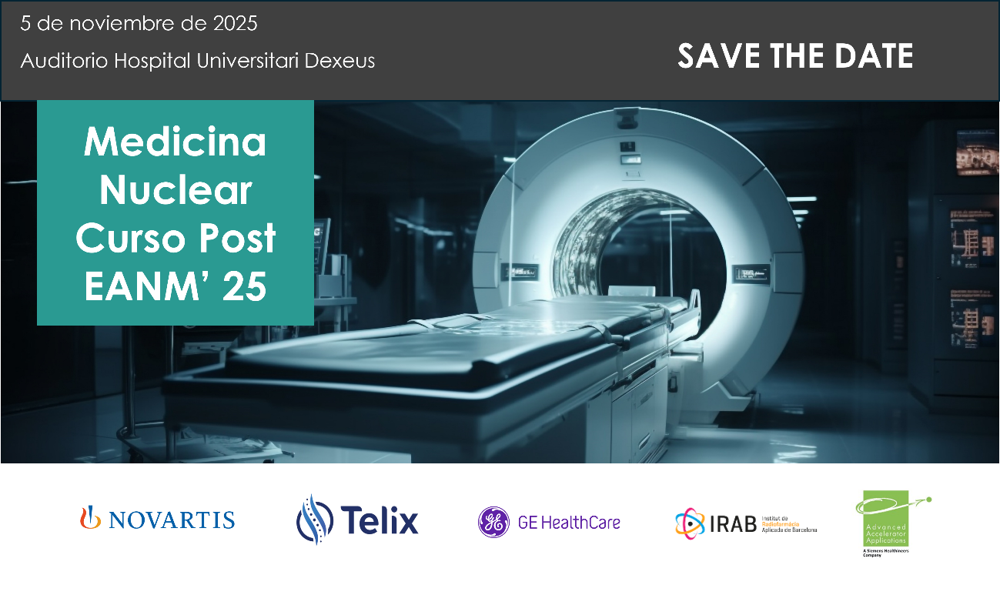 5 de noviembre de 2025
Auditorio Hospital Universitari Dexeus
SAVE THE DATE
Medicina
Nuclear
Curso Post
EANM’ 25
NOVARTIS
Telix
GE HealthCare
IRAB
Institut de
Radiofarmàcia
Aplicada de Barcelona
Advanced
Accelerator
Applications
A Siemens Healthineers
Company